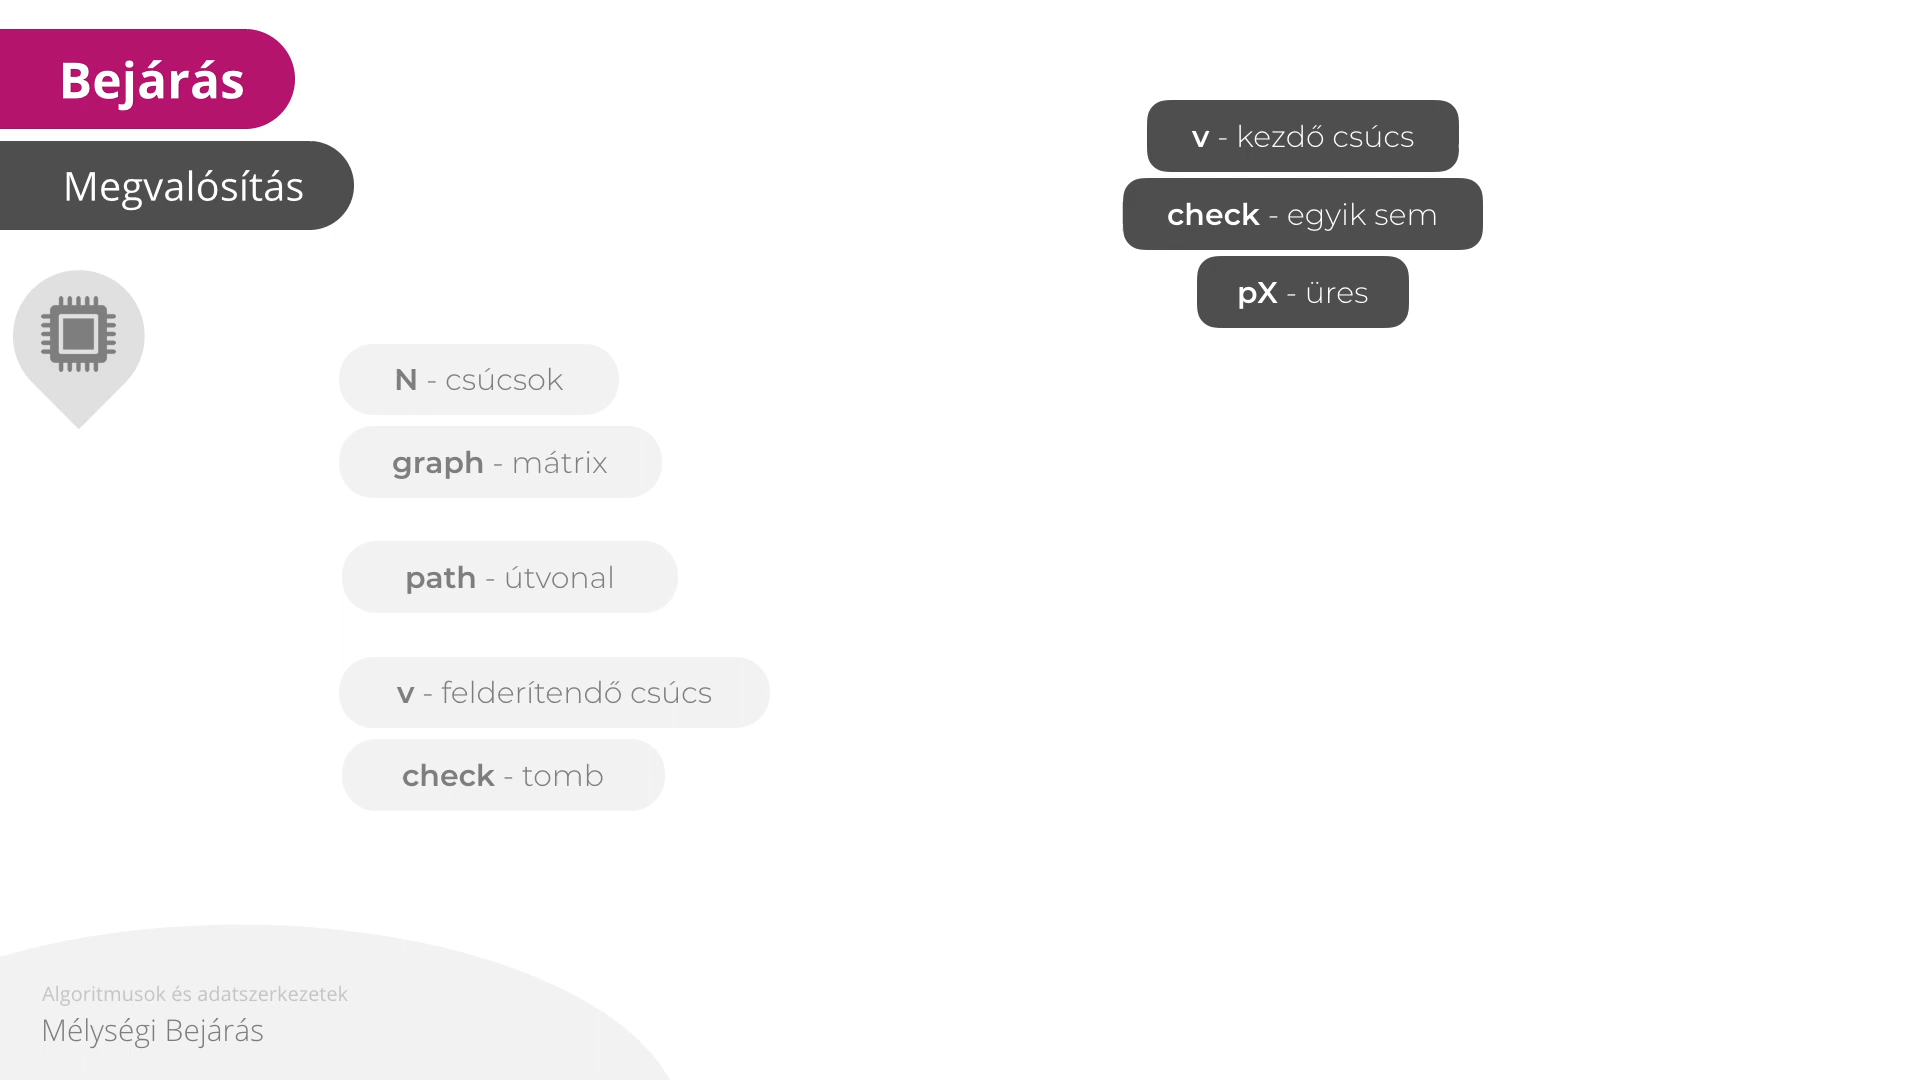 Bejárás
Megvalósítás
v - kezdő csúcs
check - egyik sem
pX - üres
N - csúcsok
graph - mátrix
path - útvonal
v - felderítendő csúcs
check - tomb
Algoritmusok és adatszerkezetek
Mélységi Bejárás